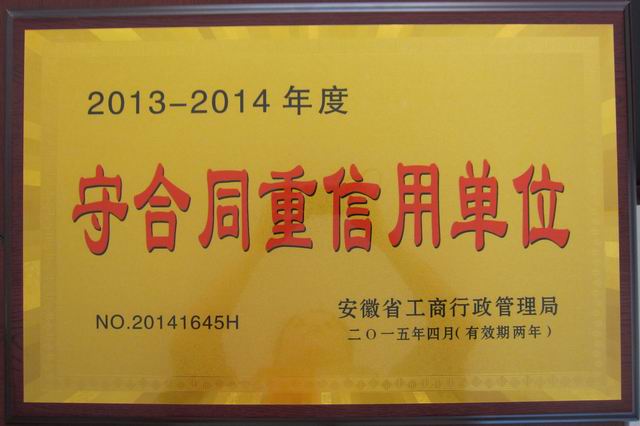 2013-2014 年度
守合同重信用单位
安徽省工商行政管理局
NO.20141645H
二〇一五年四月(有效期两年)